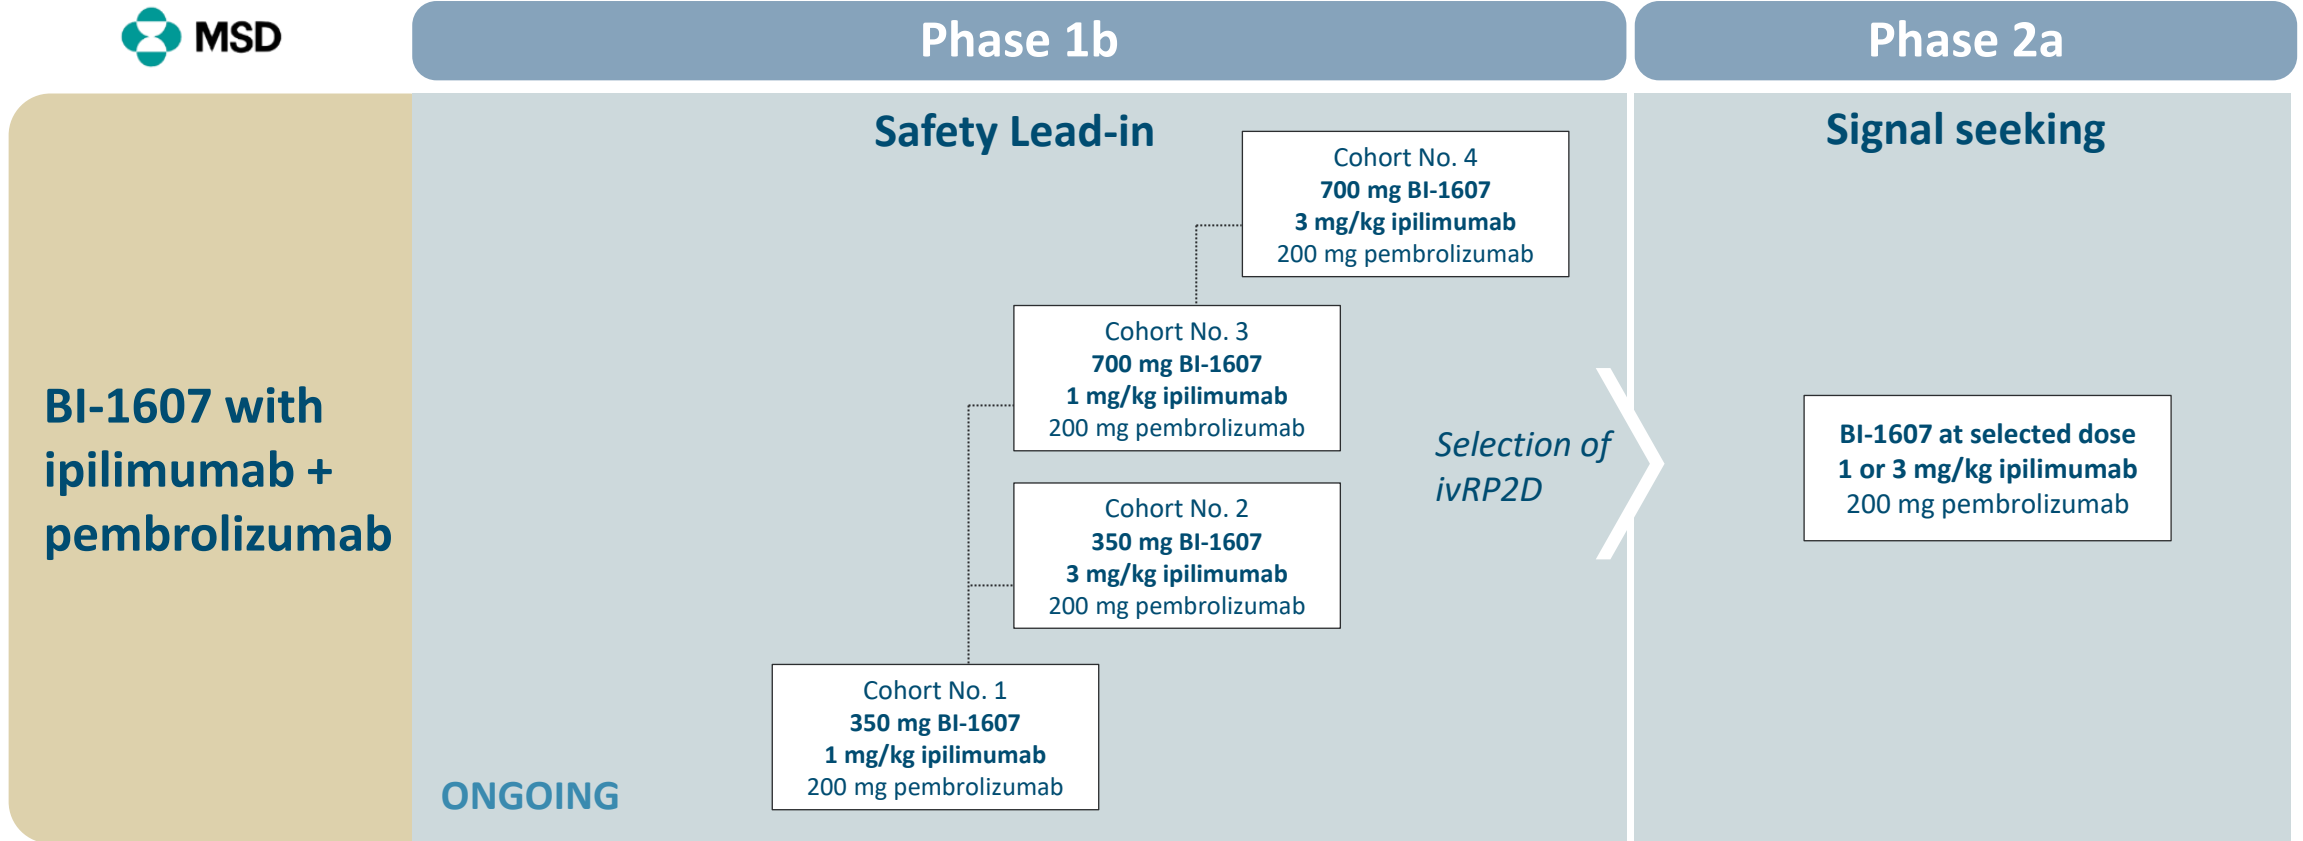 MSD
Phase 1b
Phase 2a
BI-1607 with
ipilimumab +
pembrolizumab
Safety Lead-in
Cohort No. 4
700 mg BI-1607
3 mg/kg ipilimumab
200 mg pembrolizumab
Cohort No. 3
700 mg BI-1607
1 mg/kg ipilimumab
200 mg pembrolizumab
Cohort No. 2
350 mg BI-1607
3 mg/kg ipilimumab
200 mg pembrolizumab
Cohort No. 1
350 mg BI-1607
1 mg/kg ipilimumab
200 mg pembrolizumab
ONGOING
Selection of
ivRP2D
Signal seeking
BI-1607 at selected dose
1 or 3 mg/kg ipilimumab
200 mg pembrolizumab